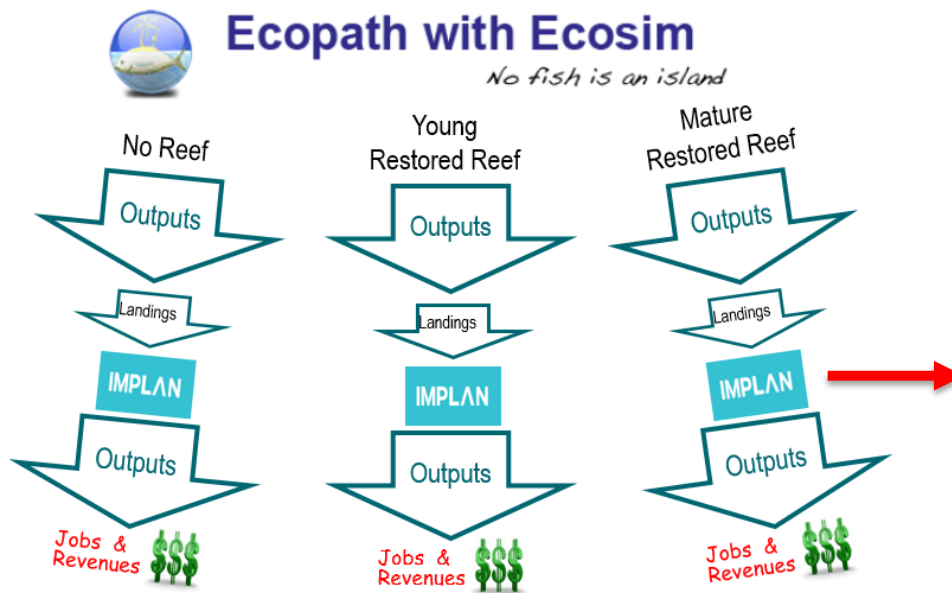 Ecopath with Ecosim
No fish is an island
No Reef
Outputs
Landings
IMPLAN
Outputs
Jobs &
Revenues
$$$
Young
Restored Reef
Outputs
Landings
IMPLAN
Outputs
Jobs &
Revenues
$$$
Mature
Restored Reef
Outputs
Landings
IMPLAN
Outputs
Jobs &
Revenues
$$$